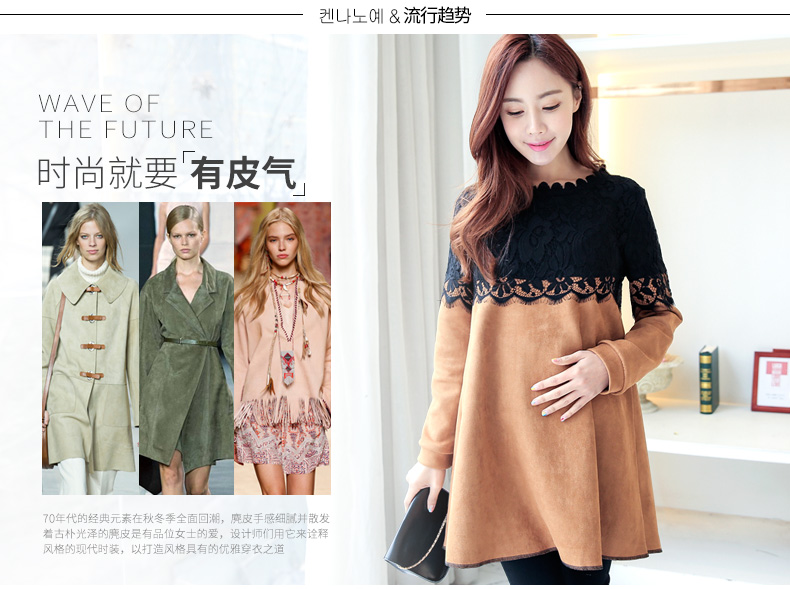 켄나노예 & 流行趋势
WAVE OF
THE FUTURE
时尚就要「有皮气」
70年代的经典元素在秋冬季全面回潮，麂皮手感细腻并散发
着古朴光泽的麂皮是有品位女士的爱，设计师们用它来诠释
风格的现代时装，以打造风格具有的优雅穿衣之道